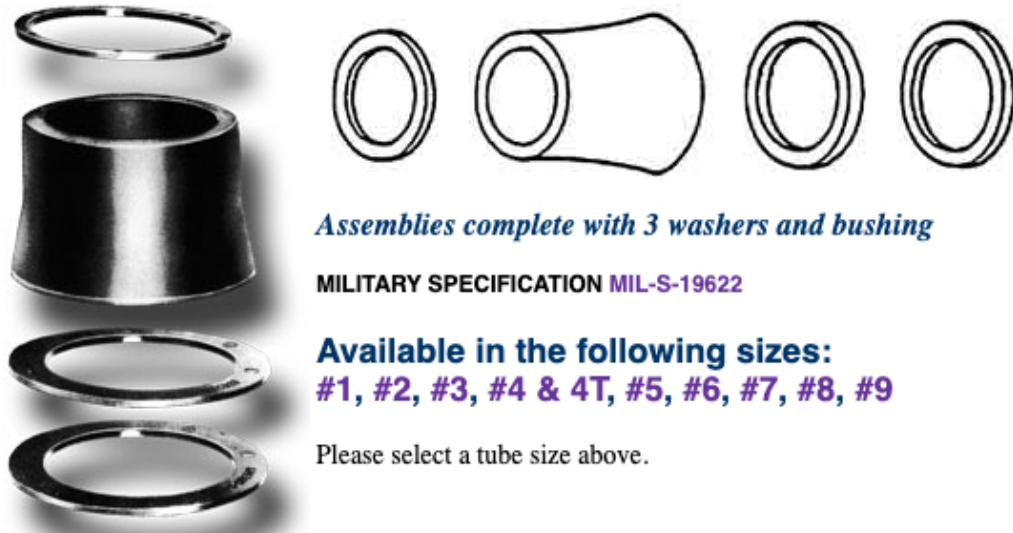 Assemblies complete with 3 washers and bushing
MILITARY SPECIFICATION MIL-S-19622
Available in the following sizes:
#1, #2, #3, #4 & 4T, #5, #6, #7, #8, #9
Please select a tube size above.